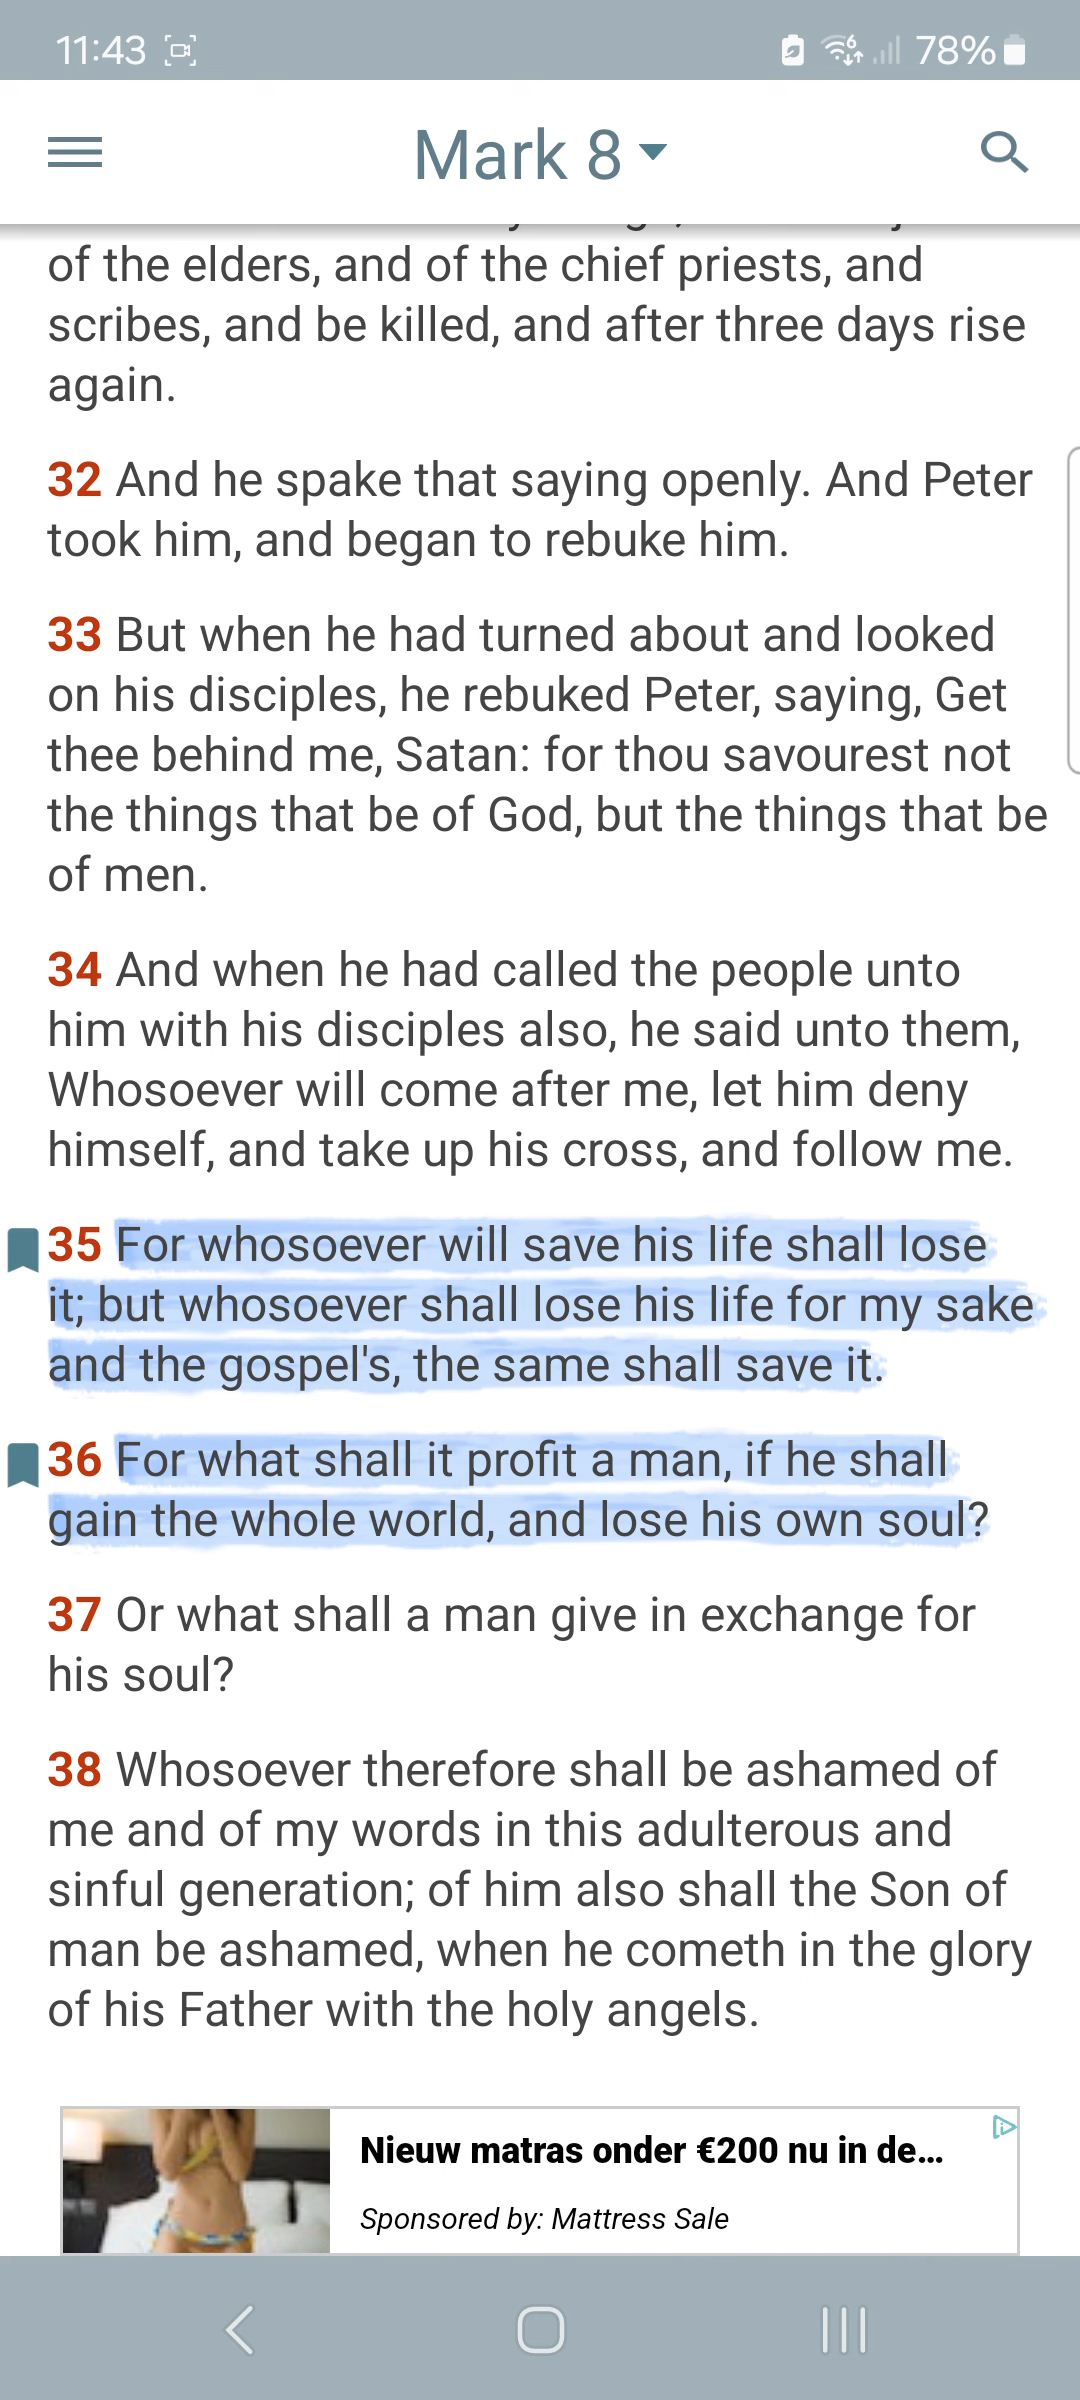 11:43
78%
Mark 8
of the elders, and of the chief priests, and
scribes, and be killed, and after three days rise
again.
32 And he spake that saying openly. And Peter
took him, and began to rebuke him.
33 But when he had turned about and looked
on his disciples, he rebuked Peter, saying, Get
thee behind me, Satan: for thou savourest not
the things that be of God, but the things that be
of men.
34 And when he had called the people unto
him with his disciples also, he said unto them,
Whosoever will come after me, let him deny
himself, and take up his cross, and follow me.
35 For whosoever will save his life shall lose
it; but whosoever shall lose his life for my sake
and the gospel's, the same shall save it.
36 For what shall it profit a man, if he shall
gain the whole world, and lose his own soul?
37 Or what shall a man give in exchange for
his soul?
38 Whosoever therefore shall be ashamed of
me and of my words in this adulterous and
sinful generation; of him also shall the Son of
man be ashamed, when he cometh in the glory
of his Father with the holy angels.
Nieuw matras onder €200 nu in de...
Sponsored by: Mattress Sale